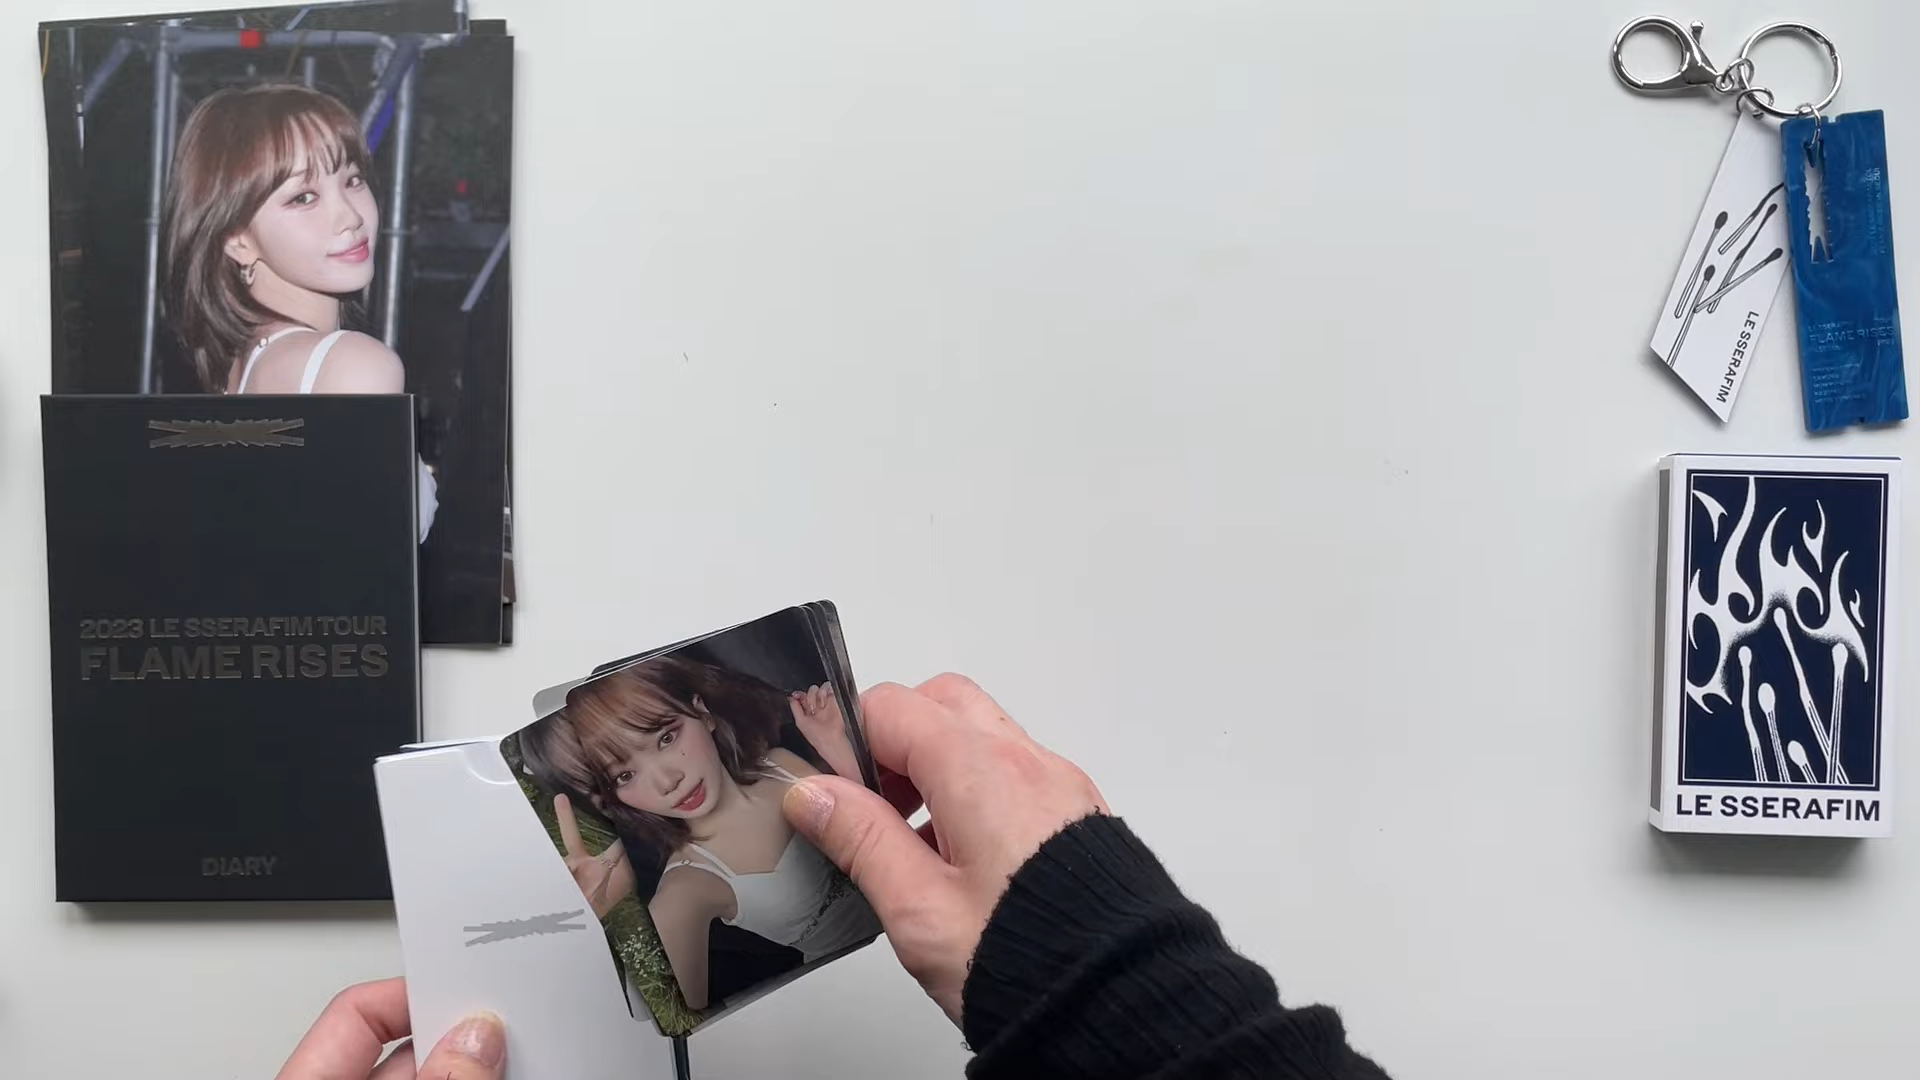 2023 LE SSERAFIM TOUR
FLAME RISES
DIARY
LE SSERAFIM
FLAME RISES
LE SSERAFIM